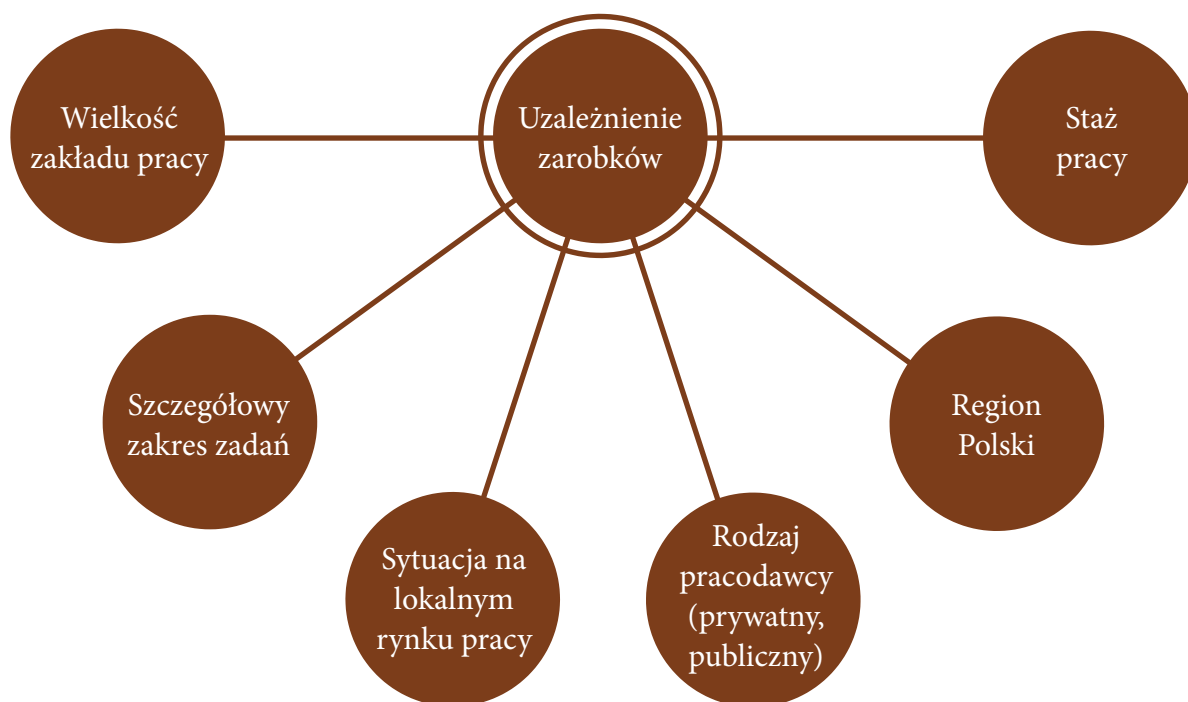 Wielkość
zakładu pracy
Uzależnienie
zarobków
Staż
pracy
Szczegółowy
zakres zadań
Region
Polski
Sytuacja na
lokalnym
rynku pracy
Rodzaj
pracodawcy
(prywatny,
publiczny)